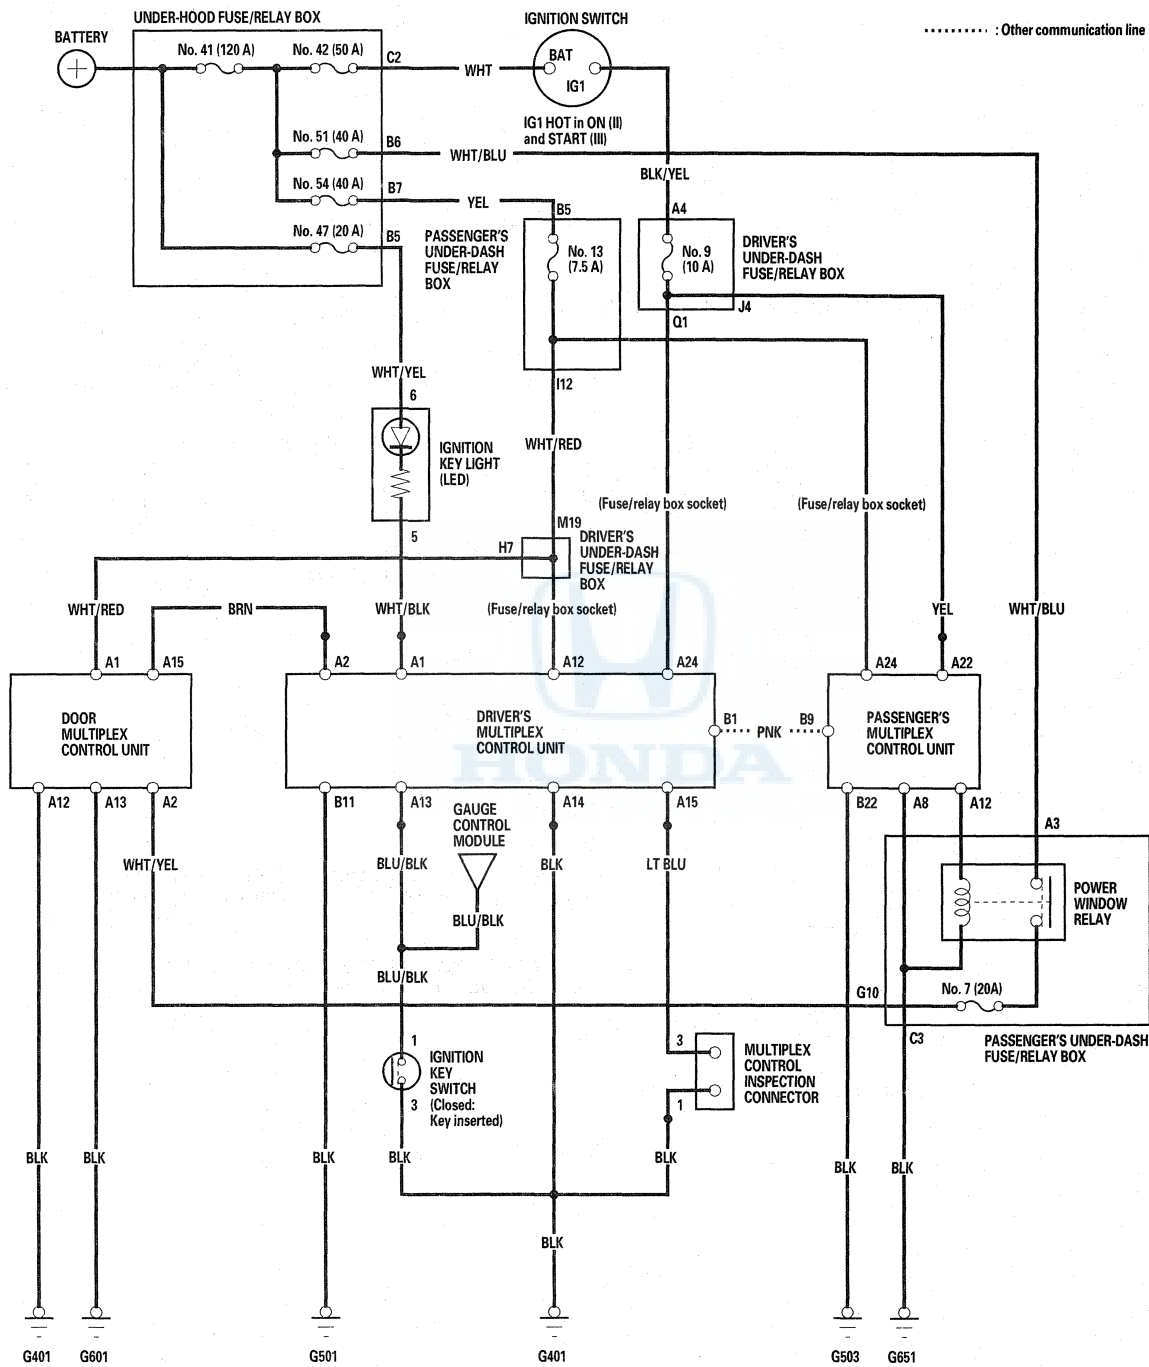 UNDER-HOOD FUSE/RELAY BOX
IGNITION SWITCH
: Other communication line
BATTERY
No. 41 (120 A)
No. 42 (50 A)
C2
WHT
BAT
IG1
IG1 HOT in ON (II)
and START (III)
No. 51 (40 A)
B6
WHT/BLU
BLK/YEL
No. 54 (40 A)
B7
YEL
B5
A4
No. 47 (20 A)
B5
PASSENGER'S
UNDER-DASH
FUSE/RELAY
BOX
No. 13
(7.5 A)
No. 9
(10 A)
DRIVER'S
UNDER-DASH
FUSE/RELAY BOX
J4
Q1
I12
WHT/YEL
6
IGNITION
KEY LIGHT
(LED)
5
WHT/RED
(Fuse/relay box socket)
(Fuse/relay box socket)
M19
H7
DRIVER'S
UNDER-DASH
FUSE/RELAY
BOX
WHT/RED
BRN
WHT/BLK
(Fuse/relay box socket)
YEL
WHT/BLU
A1
A15
A2
A1
A12
A24
A24
A22
DOOR
MULTIPLEX
CONTROL UNIT
DRIVER'S
MULTIPLEX
CONTROL UNIT
B1
PNK
B9
PASSENGER'S
MULTIPLEX
CONTROL UNIT
HONDA
A12
A13
A2
B11
A13
A14
A15
B22
A8
A12
GAUGE
CONTROL
MODULE
A3
WHT/YEL
BLU/BLK
BLK
LT BLU
BLU/BLK
POWER
WINDOW
RELAY
BLU/BLK
G10
No. 7 (20A)
C3
PASSENGER'S UNDER-DASH
FUSE/RELAY BOX
1
IGNITION
KEY
SWITCH
(Closed:
Key inserted)
3
3
1
MULTIPLEX
CONTROL
INSPECTION
CONNECTOR
BLK
BLK
BLK
BLK
BLK
BLK
BLK
BLK
G401
G601
G501
G401
G503
G651